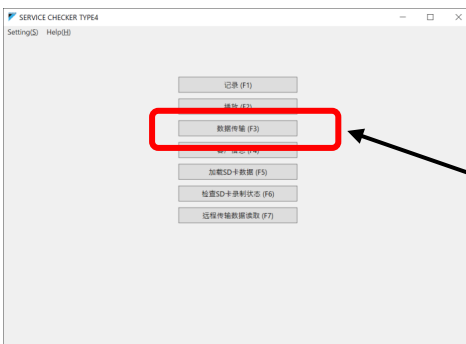 SERVICE CHECKER TYPE4
Setting(S) Help(H)
记录 (F1)
播放 (F2)
数据传输 (F3)
(F4)
加载SD卡数据 (F5)
检查SD卡录制状态 (F6)
远程传输数据读取 (F7)